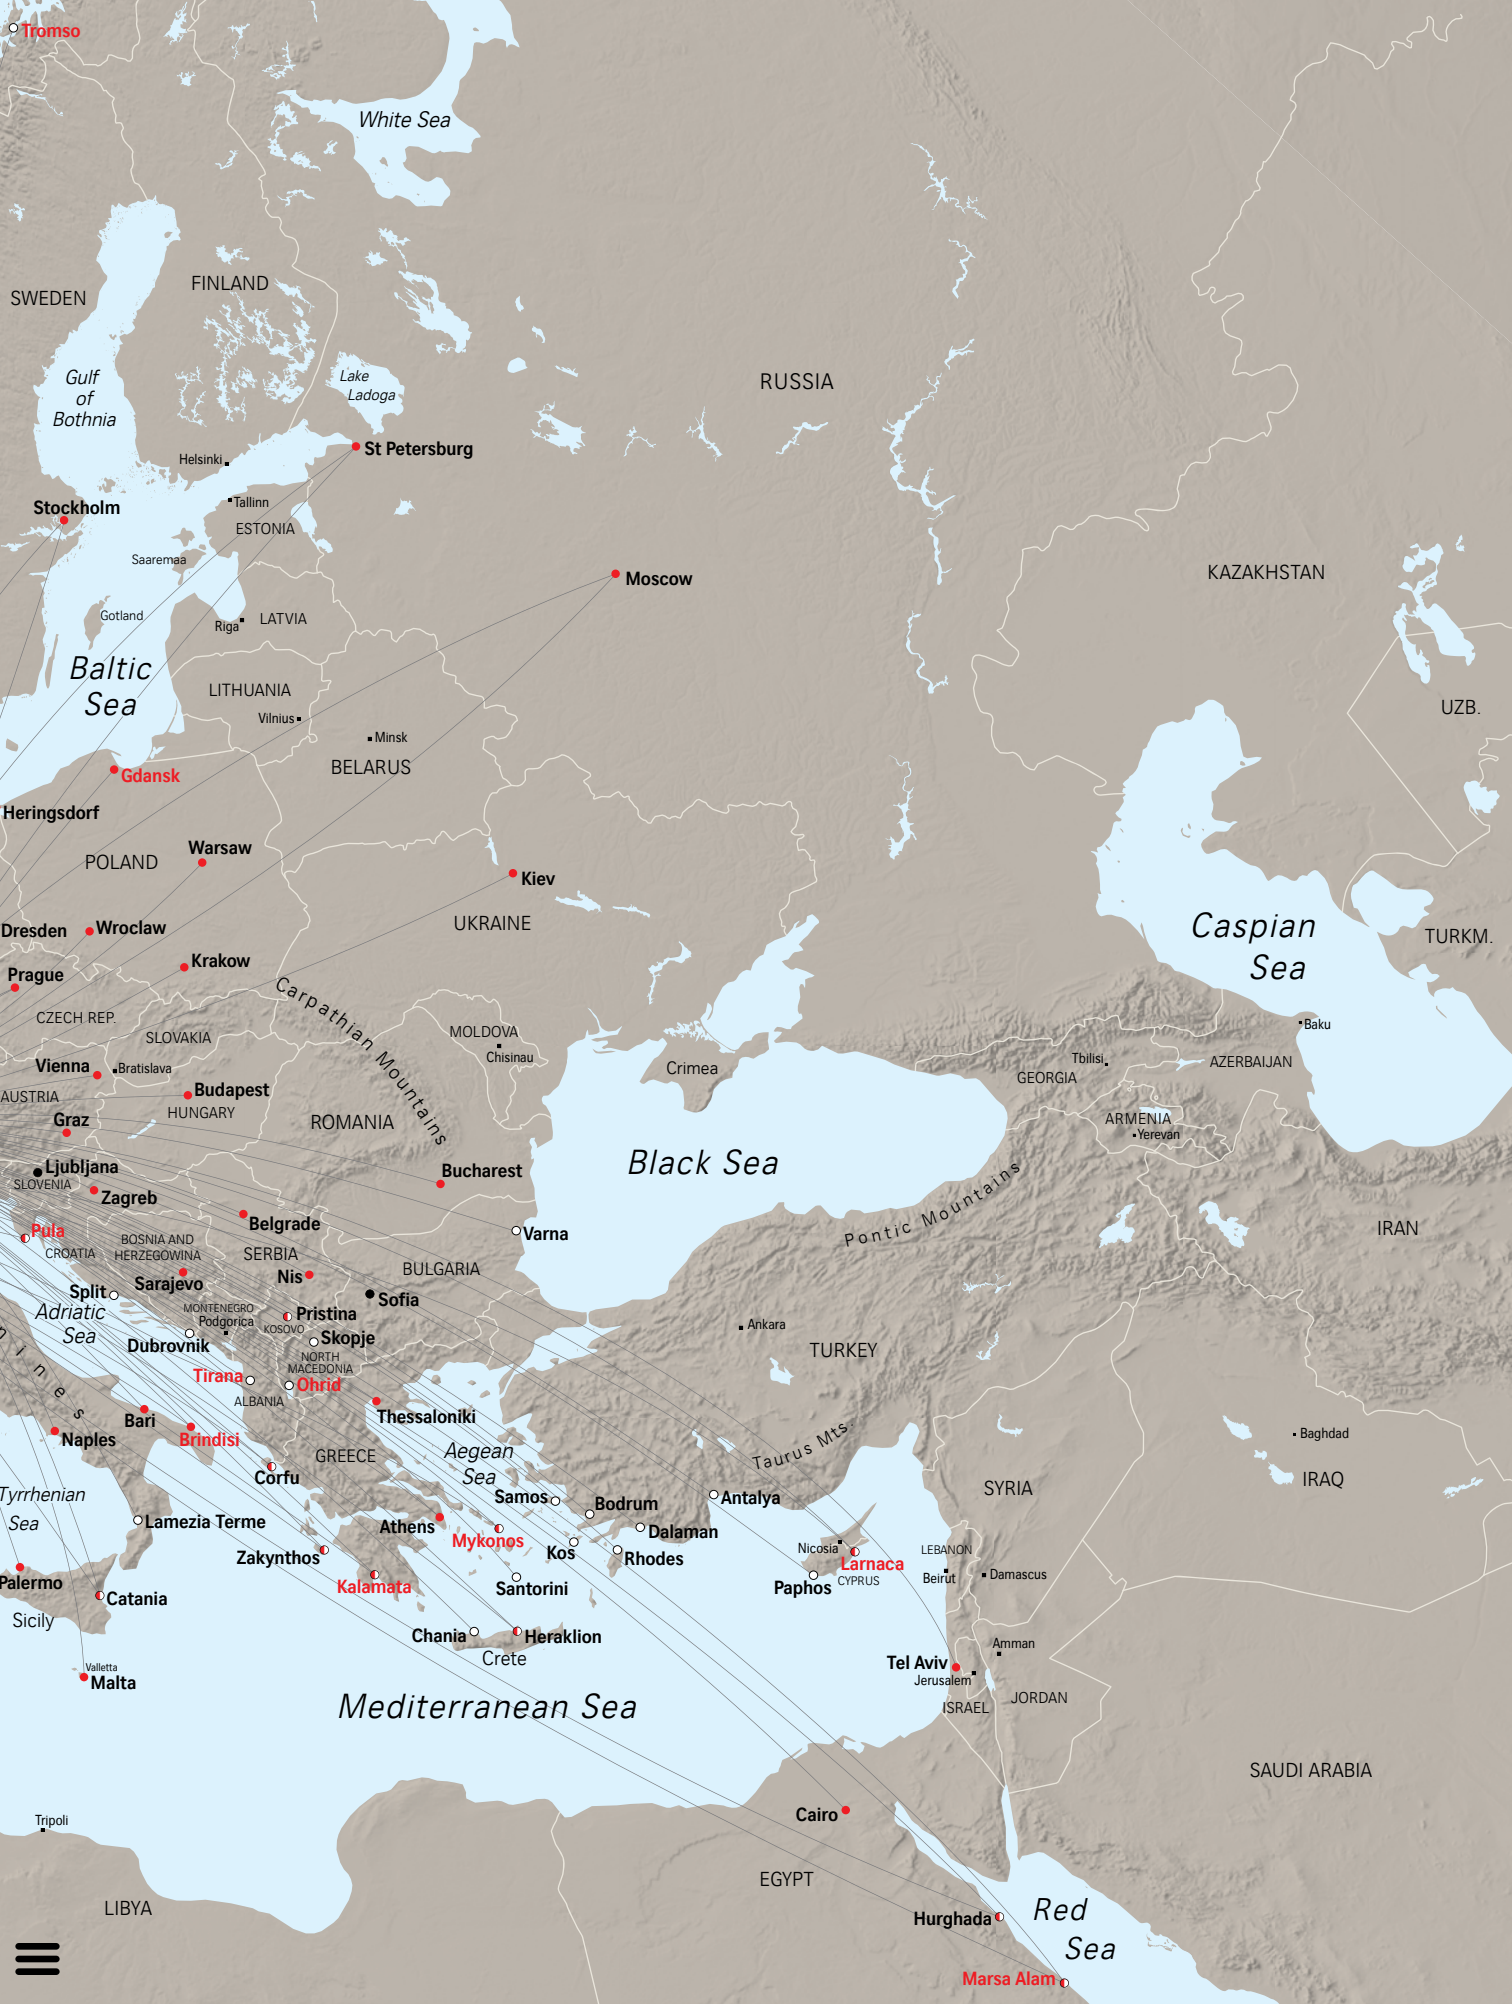 Tromso
White Sea
FINLAND
SWEDEN
Gulf
of
Bothnia
Lake
Ladoga
RUSSIA
St Petersburg
Helsinki
Tallinn
Stockholm
ESTONIA
Saaremaa
Moscow
KAZAKHSTAN
Gotland
Riga
LATVIA
Baltic
Sea
LITHUANIA
Vilnius
UZB.
Minsk
BELARUS
Gdansk
Heringsdorf
Warsaw
POLAND
Kiev
UKRAINE
Dresden
Wroclaw
Caspian
Sea
TURKM.
Krakow
Prague
Carpathian Mountains
CZECH REP.
SLOVAKIA
MOLDOVA
Chisinau
Baku
Vienna
Bratislava
Crimea
Tbilisi
GEORGIA
AZERBAIJAN
AUSTRIA
Budapest
HUNGARY
Graz
ROMANIA
ARMENIA
Yerevan
Ljubljana
SLOVENIA
Zagreb
Bucharest
Black Sea
Pontic Mountains
Pula
CROATIA
BOSNIA AND
HERZEGOWINA
Belgrade
SERBIA
Varna
IRAN
Sarajevo
Nis
BULGARIA
Split
Adriatic
Sea
Sofia
MONTENEGRO
Podgorica
Pristina
KOSOVO
Dubrovnik
Skopje
NORTH
MACEDONIA
Ankara
TURKEY
n i n e s
Tirana
Ohrid
ALBANIA
Bari
Thessaloniki
Naples
Brindisi
Taurus Mts.
Baghdad
IRAQ
GREECE
Aegean
Sea
Corfu
SYRIA
Tyrrhenian
Sea
Samos
Bodrum
Antalya
Lamezia Terme
Athens
Mykonos
Dalaman
Kos
Rhodes
Nicosia
Larnaca
CYPRUS
LEBANON
Beirut
Damascus
Zakynthos
Kalamata
Santorini
Paphos
Palermo
Catania
Sicily
Chania
Heraklion
Crete
Amman
Tel Aviv
Jerusalem
Valletta
Malta
Mediterranean Sea
ISRAEL
JORDAN
SAUDI ARABIA
Cairo
Tripoli
EGYPT
LIBYA
Hurghada
Red
Sea
Marsa Alam